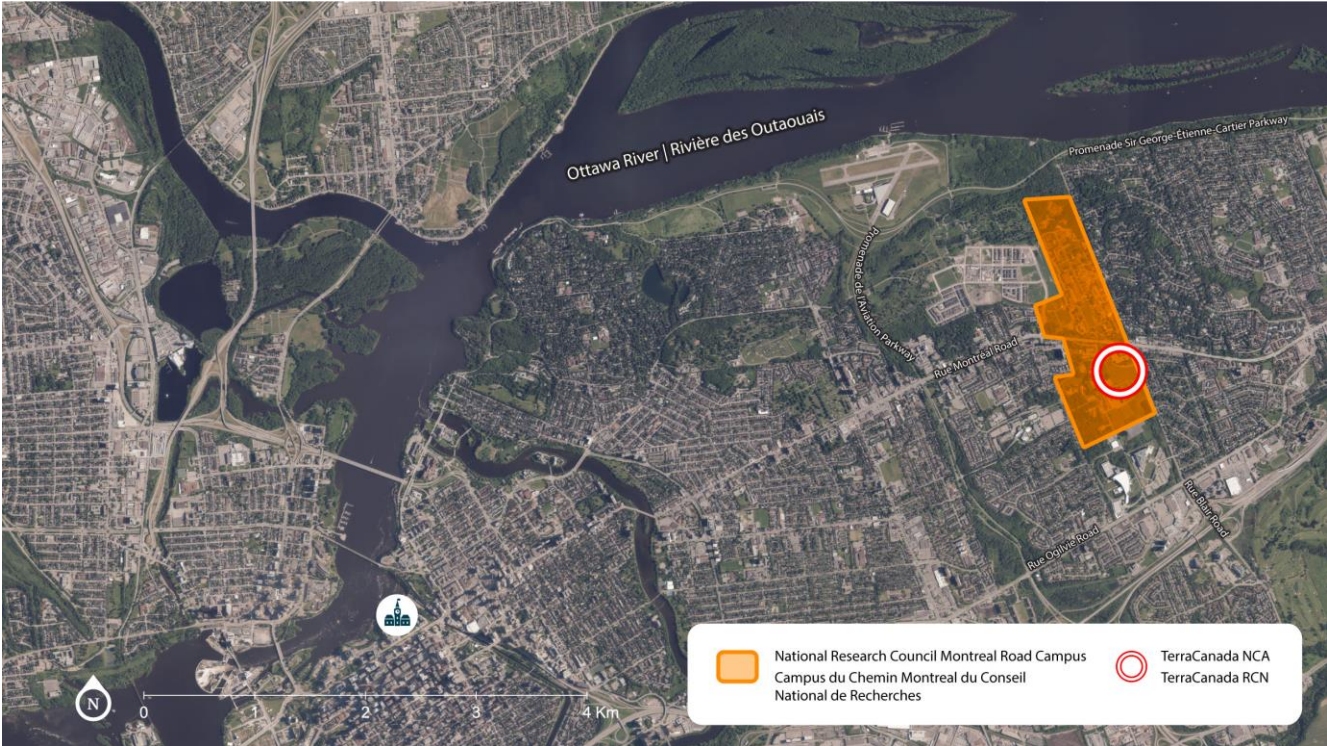 Ottawa River | Rivière des Outaouais
Promenade Sir George-Étienne-Cartier Parkway
Promenade de l'Aviation Parkway
Rue Montréal Road
Rue Blair Road
Rue Ogilvie Road
National Research Council Montreal Road Campus
Campus du Chemin Montreal du Conseil
National de Recherches
TerraCanada NCA
TerraCanada RCN
N
0 1 2 3 4 Km